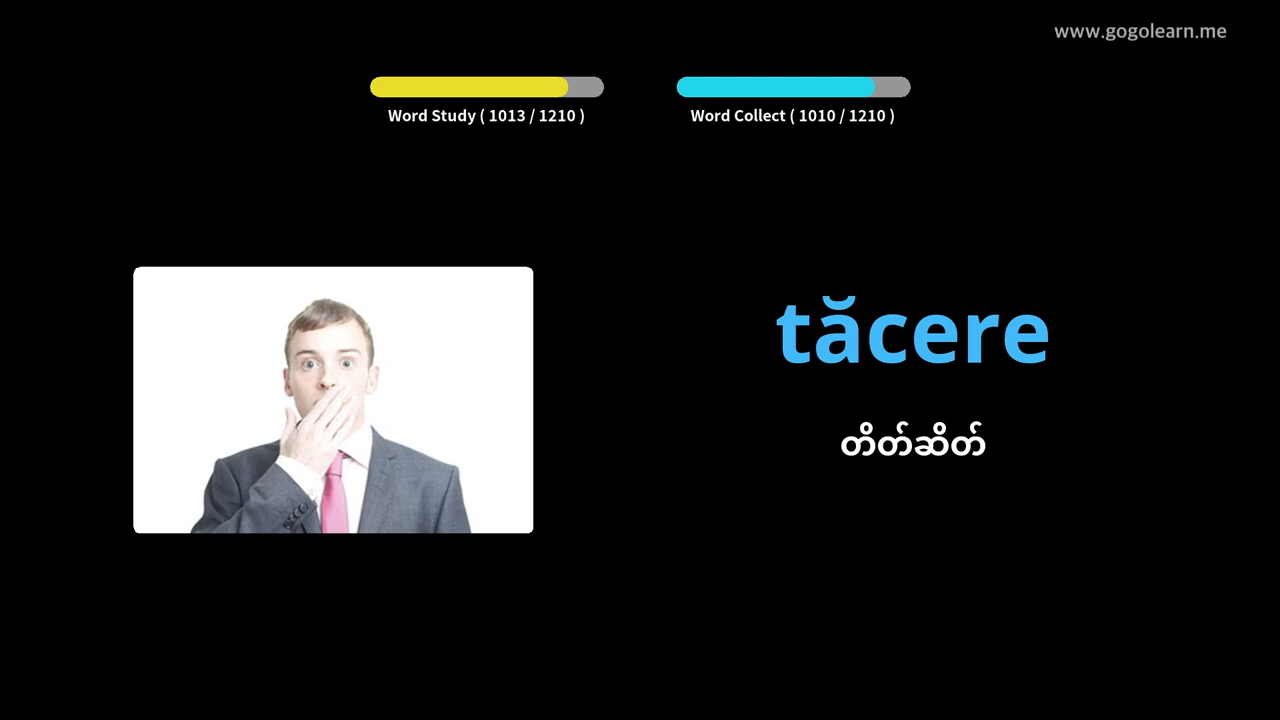 www.gogolearn.me
Word Study ( 1013 / 1210 )
Word Collect ( 1010 / 1210 )
tăcere
တိတ်ဆိတ်